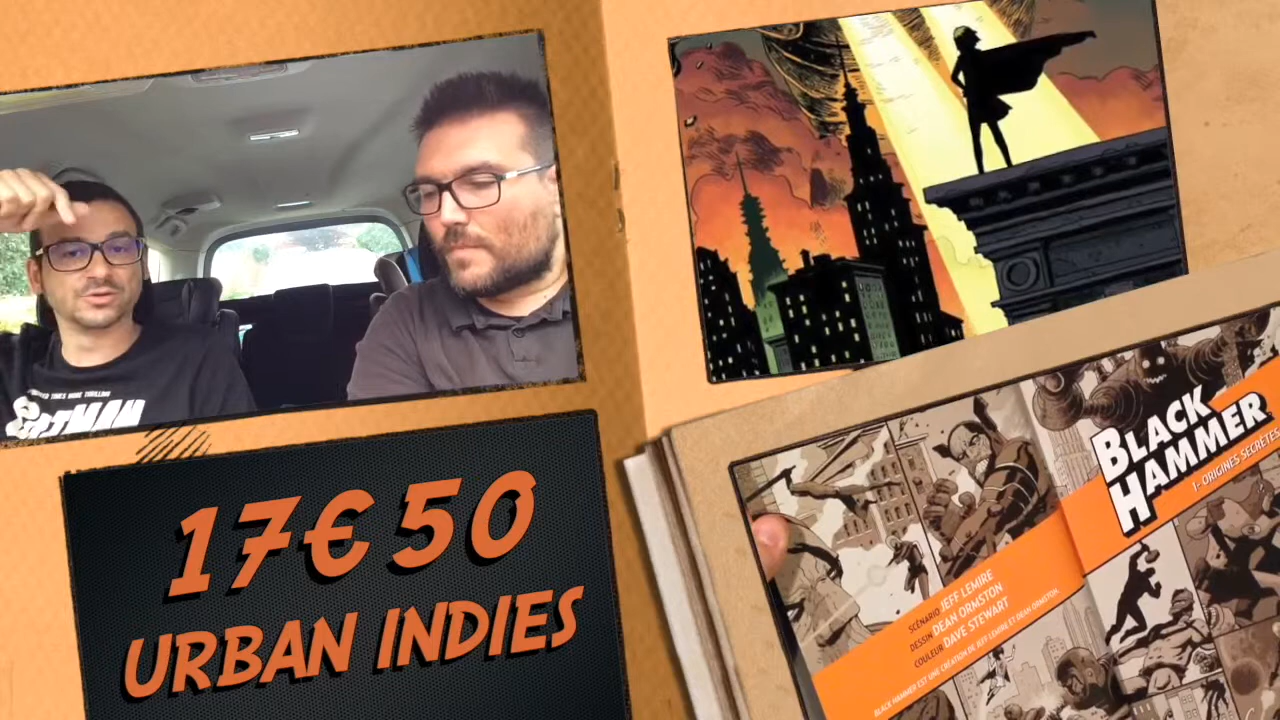 BATMAN
17€50
URBAN INDIES
BLACK
HAMMER
1- ORIGINES SECRÈTES
SCÉNARIO JEFF LEMIRE
DESSIN DEAN ORMSTON
COULEUR DAVE STEWART
BLACK HAMMER EST UNE CRÉATION DE JEFF LEMIRE ET DEAN ORMSTON.